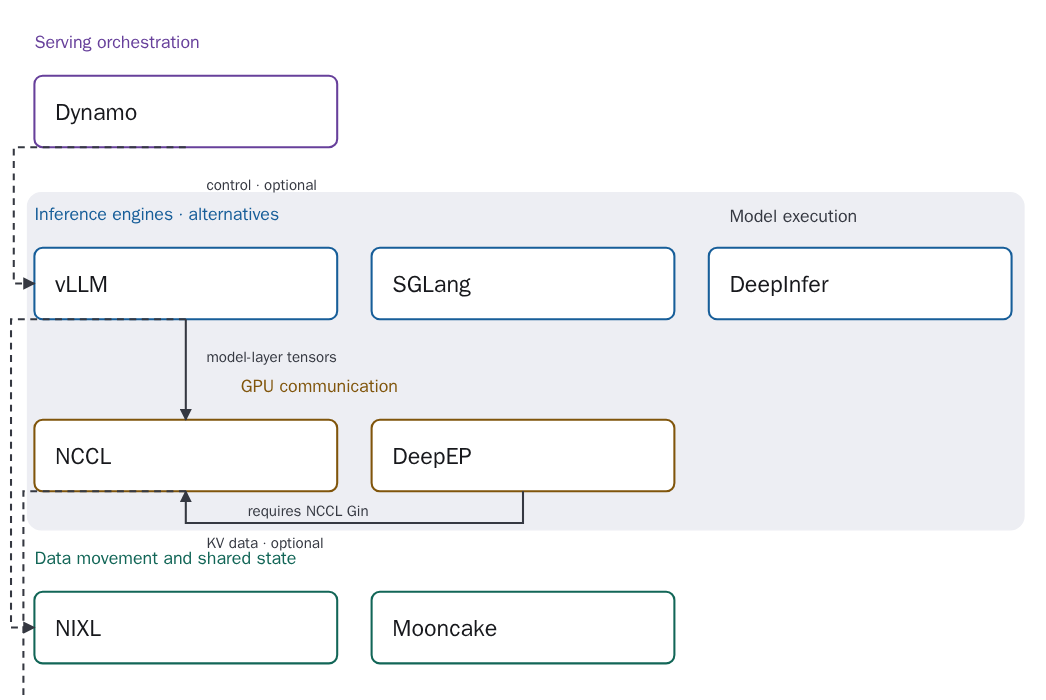 Serving orchestration
Dynamo
control · optional
Inference engines · alternatives
Model execution
vLLM
SGLang
DeepInfer
model-layer tensors
GPU communication
NCCL
DeepEP
requires NCCL Gin
KV data · optional
Data movement and shared state
NIXL
Mooncake